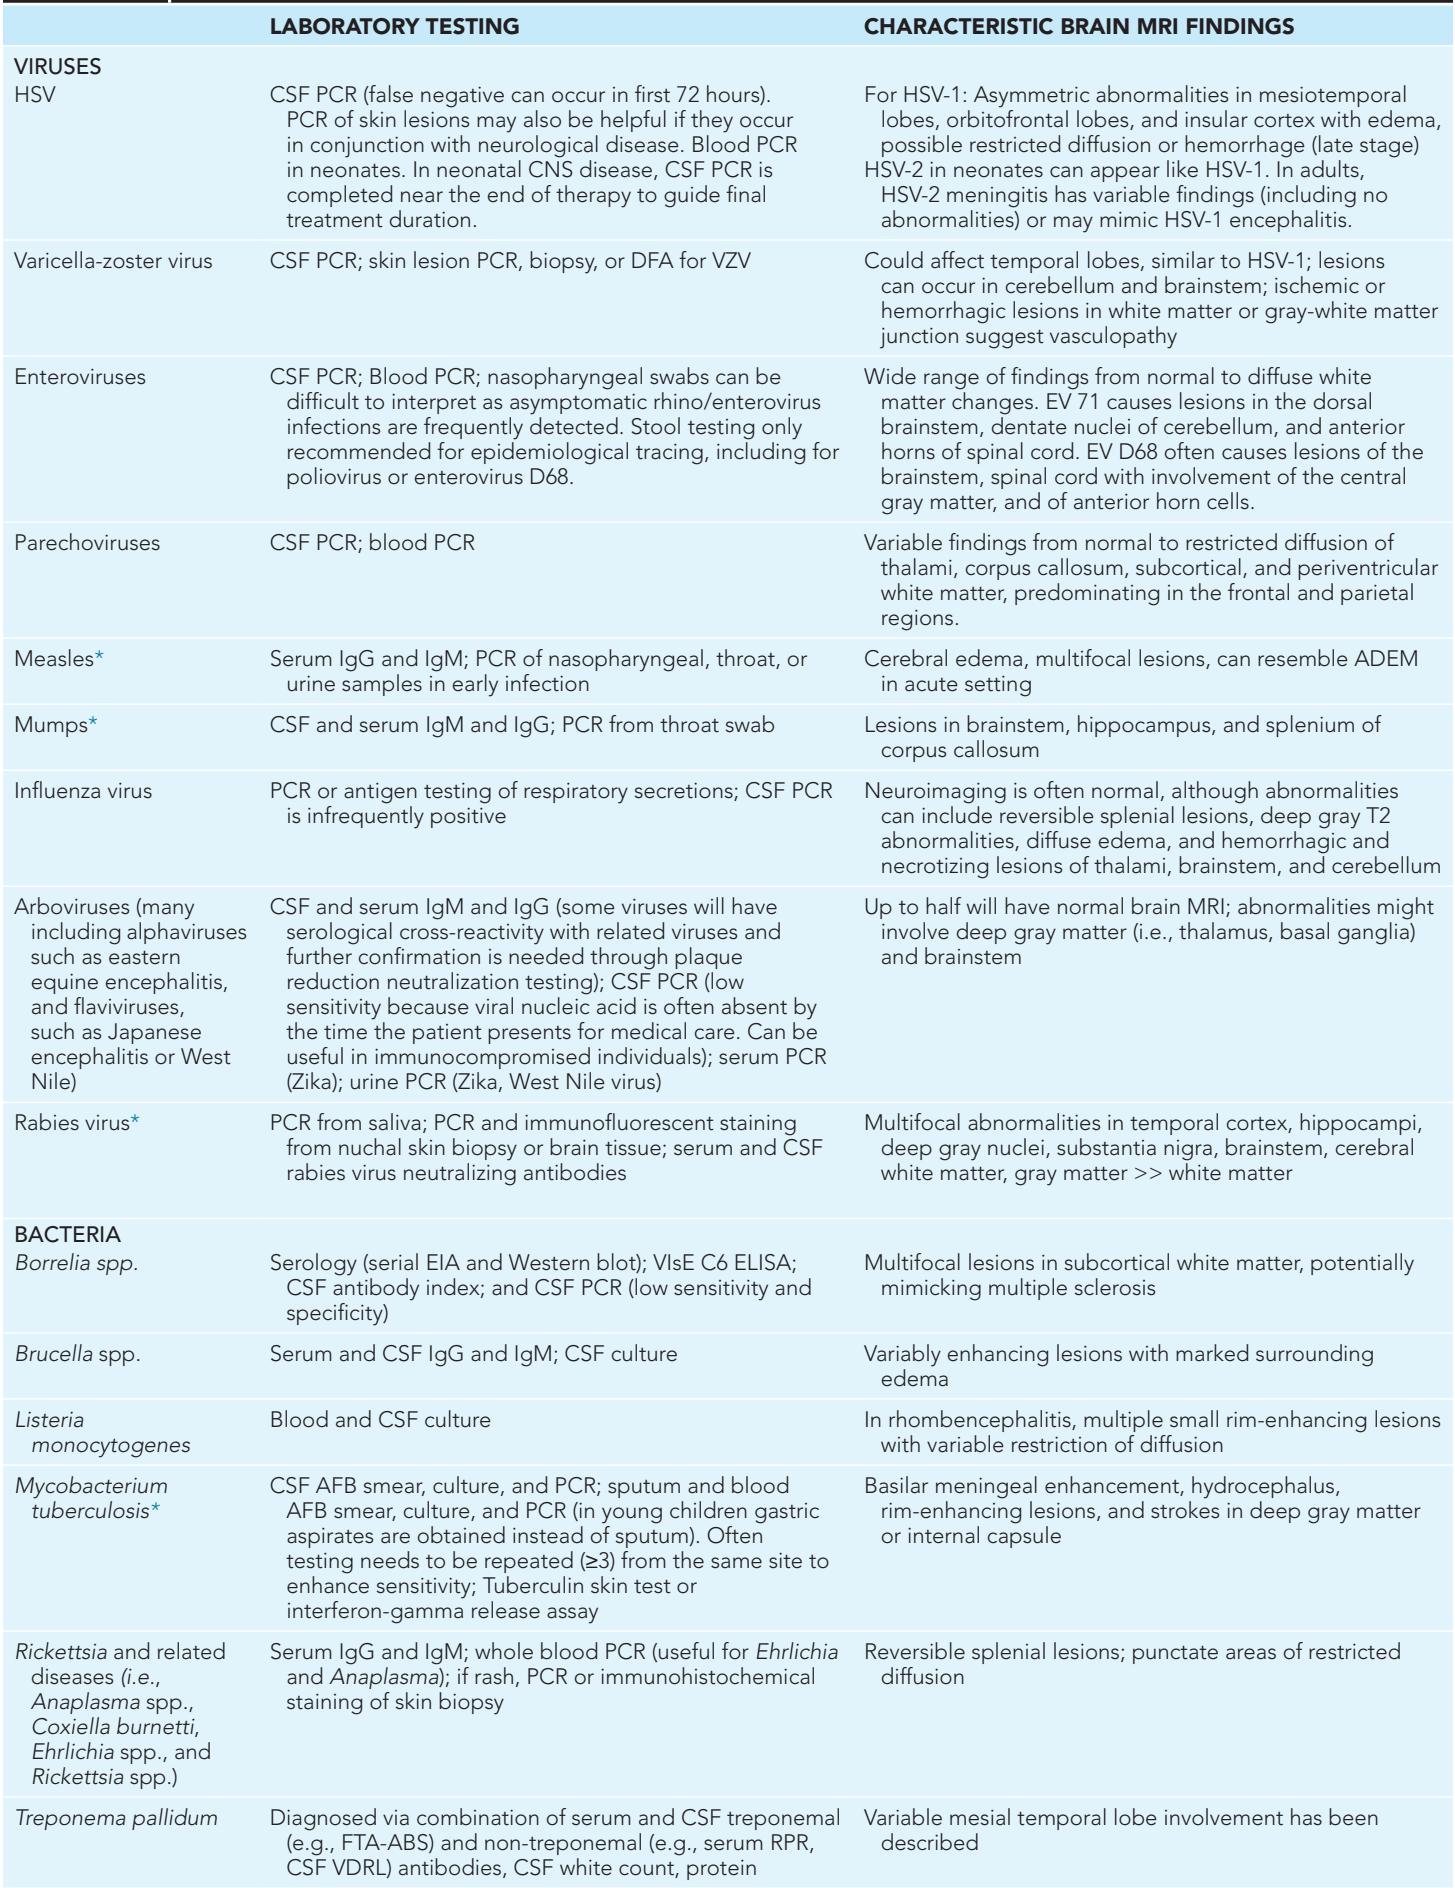 LABORATORY TESTING
CHARACTERISTIC BRAIN MRI FINDINGS
VIRUSES
HSV
CSF PCR (false negative can occur in first 72 hours).
PCR of skin lesions may also be helpful if they occur
in conjunction with neurological disease. Blood PCR
in neonates. In neonatal CNS disease, CSF PCR is
completed near the end of therapy to guide final
treatment duration.
For HSV-1: Asymmetric abnormalities in mesiotemporal
lobes, orbitofrontal lobes, and insular cortex with edema,
possible restricted diffusion or hemorrhage (late stage)
HSV-2 in neonates can appear like HSV-1. In adults,
HSV-2 meningitis has variable findings (including no
abnormalities) or may mimic HSV-1 encephalitis.
Varicella-zoster virus
CSF PCR; skin lesion PCR, biopsy, or DFA for VZV
Could affect temporal lobes, similar to HSV-1; lesions
can occur in cerebellum and brainstem; ischemic or
hemorrhagic lesions in white matter or gray-white matter
junction suggest vasculopathy
Enteroviruses
CSF PCR; Blood PCR; nasopharyngeal swabs can be
difficult to interpret as asymptomatic rhino/enterovirus
infections are frequently detected. Stool testing only
recommended for epidemiological tracing, including for
poliovirus or enterovirus D68.
Wide range of findings from normal to diffuse white
matter changes. EV 71 causes lesions in the dorsal
brainstem, dentate nuclei of cerebellum, and anterior
horns of spinal cord. EV D68 often causes lesions of the
brainstem, spinal cord with involvement of the central
gray matter, and of anterior horn cells.
Parechoviruses
CSF PCR; blood PCR
Variable findings from normal to restricted diffusion of
thalami, corpus callosum, subcortical, and periventricular
white matter, predominating in the frontal and parietal
regions.
Measles*
Serum IgG and IgM; PCR of nasopharyngeal, throat, or
urine samples in early infection
Cerebral edema, multifocal lesions, can resemble ADEM
in acute setting
Mumps*
CSF and serum IgM and IgG; PCR from throat swab
Lesions in brainstem, hippocampus, and splenium of
corpus callosum
Influenza virus
PCR or antigen testing of respiratory secretions; CSF PCR
is infrequently positive
Neuroimaging is often normal, although abnormalities
can include reversible splenial lesions, deep gray T2
abnormalities, diffuse edema, and hemorrhagic and
necrotizing lesions of thalami, brainstem, and cerebellum
Arboviruses (many
including alphaviruses
such as eastern
equine encephalitis,
and flaviviruses,
such as Japanese
encephalitis or West
Nile)
CSF and serum IgM and IgG (some viruses will have
serological cross-reactivity with related viruses and
further confirmation is needed through plaque
reduction neutralization testing); CSF PCR (low
sensitivity because viral nucleic acid is often absent by
the time the patient presents for medical care. Can be
useful in immunocompromised individuals); serum PCR
(Zika); urine PCR (Zika, West Nile virus)
Up to half will have normal brain MRI; abnormalities might
involve deep gray matter (i.e., thalamus, basal ganglia)
and brainstem
Rabies virus*
PCR from saliva; PCR and immunofluorescent staining
from nuchal skin biopsy or brain tissue; serum and CSF
rabies virus neutralizing antibodies
Multifocal abnormalities in temporal cortex, hippocampi,
deep gray nuclei, substantia nigra, brainstem, cerebral
white matter, gray matter >> white matter
BACTERIA
Borrelia spp.
Serology (serial EIA and Western blot); VlsE C6 ELISA;
CSF antibody index; and CSF PCR (low sensitivity and
specificity)
Multifocal lesions in subcortical white matter, potentially
mimicking multiple sclerosis
Brucella spp.
Serum and CSF IgG and IgM; CSF culture
Variably enhancing lesions with marked surrounding
edema
Listeria
monocytogenes
Blood and CSF culture
In rhombencephalitis, multiple small rim-enhancing lesions
with variable restriction of diffusion
Mycobacterium
tuberculosis*
CSF AFB smear, culture, and PCR; sputum and blood
AFB smear, culture, and PCR (in young children gastric
aspirates are obtained instead of sputum). Often
testing needs to be repeated (≥3) from the same site to
enhance sensitivity; Tuberculin skin test or
interferon-gamma release assay
Basilar meningeal enhancement, hydrocephalus,
rim-enhancing lesions, and strokes in deep gray matter
or internal capsule
Rickettsia and related
diseases (i.e.,
Anaplasma spp.,
Coxiella burnetti,
Ehrlichia spp., and
Rickettsia spp.)
Serum IgG and IgM; whole blood PCR (useful for Ehrlichia
and Anaplasma); if rash, PCR or immunohistochemical
staining of skin biopsy
Reversible splenial lesions; punctate areas of restricted
diffusion
Treponema pallidum
Diagnosed via combination of serum and CSF treponemal
(e.g., FTA-ABS) and non-treponemal (e.g., serum RPR,
CSF VDRL) antibodies, CSF white count, protein
Variable mesial temporal lobe involvement has been
described